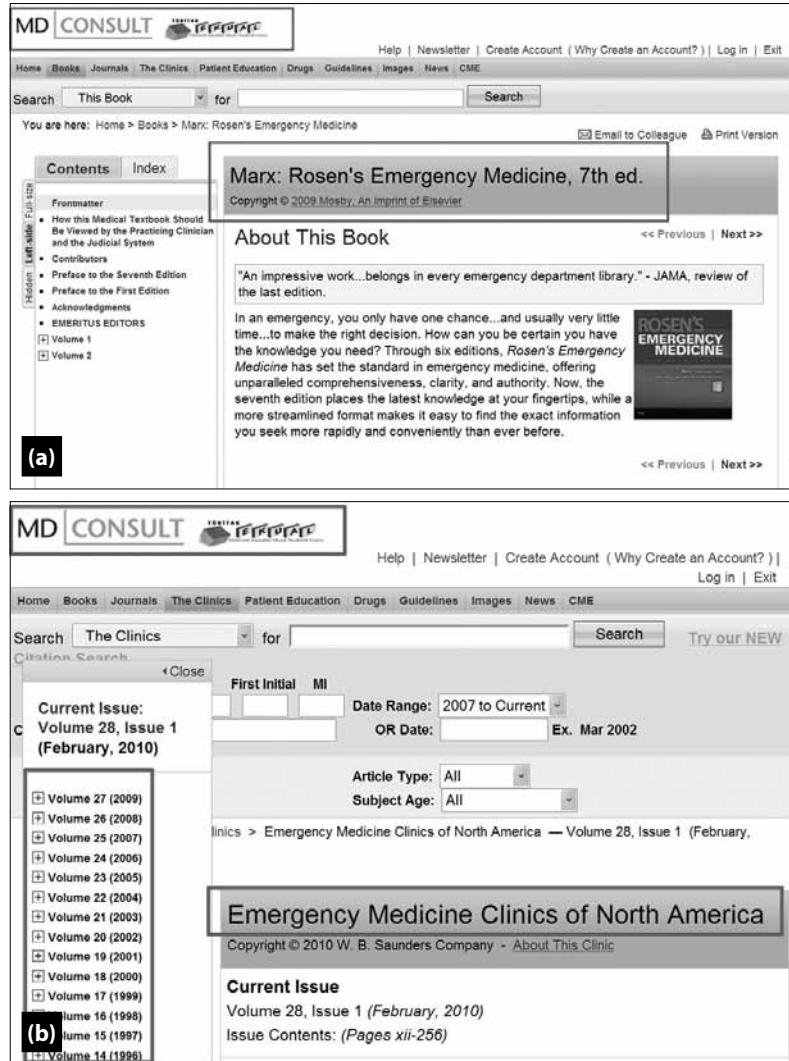 MD CONSULT
Help | Newsletter | Create Account ( Why Create an Account? ) | Log in | Exit
Home Books Journals The Clinics Patient Education Drugs Guidelines Images News CME
Search This Book for Search
You are here: Home > Books > Marx: Rosen's Emergency Medicine
Email to Colleague Print Version
Contents Index
Hidden Left-side Full-size
Frontmatter
How this Medical Textbook Should
Be Viewed by the Practicing Clinician
and the Judicial System
Contributors
Preface to the Seventh Edition
Preface to the First Edition
Acknowledgments
EMERITUS EDITORS
Volume 1
Volume 2
Marx: Rosen's Emergency Medicine, 7th ed.
Copyright © 2009 Mosby, An Imprint of Elsevier
About This Book
<< Previous | Next >>
"An impressive work...belongs in every emergency department library." - JAMA, review of
the last edition.
In an emergency, you only have one chance...and usually very little
time...to make the right decision. How can you be certain you have
the knowledge you need? Through six editions, Rosen's Emergency
Medicine has set the standard in emergency medicine, offering
unparalleled comprehensiveness, clarity, and authority. Now, the
seventh edition places the latest knowledge at your fingertips, while a
more streamlined format makes it easy to find the exact information
you seek more rapidly and conveniently than ever before.
ROSEN'S
EMERGENCY
MEDICINE
<< Previous | Next >>
(a)
MD CONSULT
Help | Newsletter | Create Account ( Why Create an Account? ) |
Log in | Exit
Home Books Journals The Clinics Patient Education Drugs Guidelines Images News CME
Search The Clinics for Search Try our NEW
Citation Search
Close
First Initial MI
Date Range: 2007 to Current
OR Date: Ex. Mar 2002
Article Type: All
Subject Age: All
Current Issue:
Volume 28, Issue 1
(February, 2010)
Volume 27 (2009)
Volume 26 (2008)
Volume 25 (2007)
Volume 24 (2006)
Volume 23 (2005)
Volume 22 (2004)
Volume 21 (2003)
Volume 20 (2002)
Volume 19 (2001)
Volume 18 (2000)
Volume 17 (1999)
Volume 16 (1998)
Volume 15 (1997)
Volume 14 (1996)
linics > Emergency Medicine Clinics of North America — Volume 28, Issue 1 (February,
Emergency Medicine Clinics of North America
Copyright © 2010 W. B. Saunders Company - About This Clinic
Current Issue
Volume 28, Issue 1 (February, 2010)
Issue Contents: (Pages xii-256)
(b)